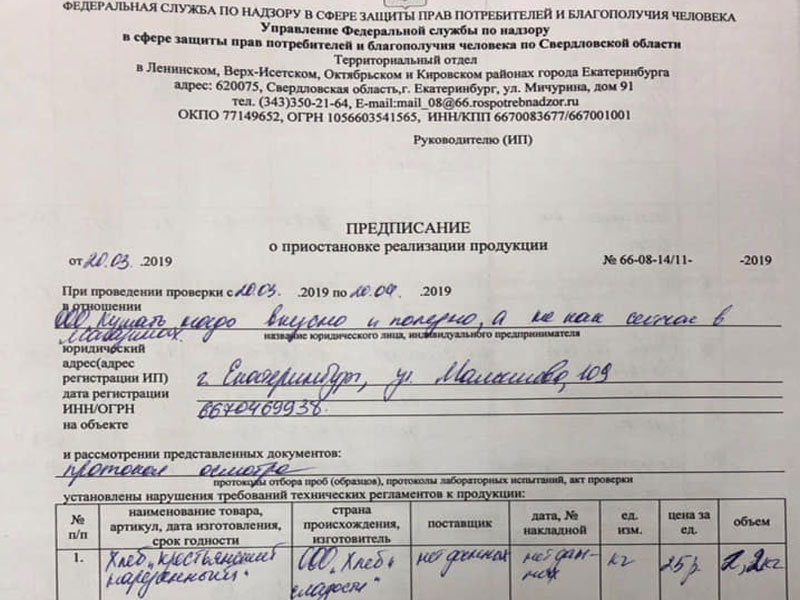 ФЕДЕРАЛЬНАЯ СЛУЖБА ПО НАДЗОРУ В СФЕРЕ ЗАЩИТЫ ПРАВ ПОТРЕБИТЕЛЕЙ И БЛАГОПОЛУЧИЯ ЧЕЛОВЕКА
Управление Федеральной службы по надзору
в сфере защиты прав потребителей и благополучия человека по Свердловской области
Территориальный отдел
в Ленинском, Верх-Исетском, Октябрьском и Кировском районах города Екатеринбурга
адрес: 620075, Свердловская область,г. Екатеринбург, ул. Мичурина, дом 91
тел. (343)350-21-64, E-mail:mail_08@66.rospotrebnadzor.ru
ОКПО 77149652, ОГРН 1056603541565, ИНН/КПП 6670083677/667001001
Руководителю (ИП)
ПРЕДПИСАНИЕ
о приостановке реализации продукции
от 20.03. .2019 № 66-08-14/11- -2019
При проведении проверки с 20.03. .2019 по 20.04. .2019
в отношении
ООО Кушать надо вкусно и полезно, а не как сейчас в
название юридического лица, индивидуального предпринимателя
юридический
адрес(адрес
регистрации ИП) г. Екатеринбург, ул. Малышева, 109
дата регистрации
ИНН/ОГРН 6670469938
на объекте
и рассмотрении представленных документов:
протокол осмотра
протоколы отбора проб (образцов), протоколы лабораторных испытаний, акт проверки
установлены нарушения требований технических регламентов к продукции:
№ п/п наименование товара, артикул, дата изготовления, срок годности страна происхождения, изготовитель поставщик дата, № накладной ед. изм. цена за ед. объем
1. Хлеб „крестьянский нарезанный" ООО „Хлеб и сладости" нет данных нет данных кг 25р 2,2кг